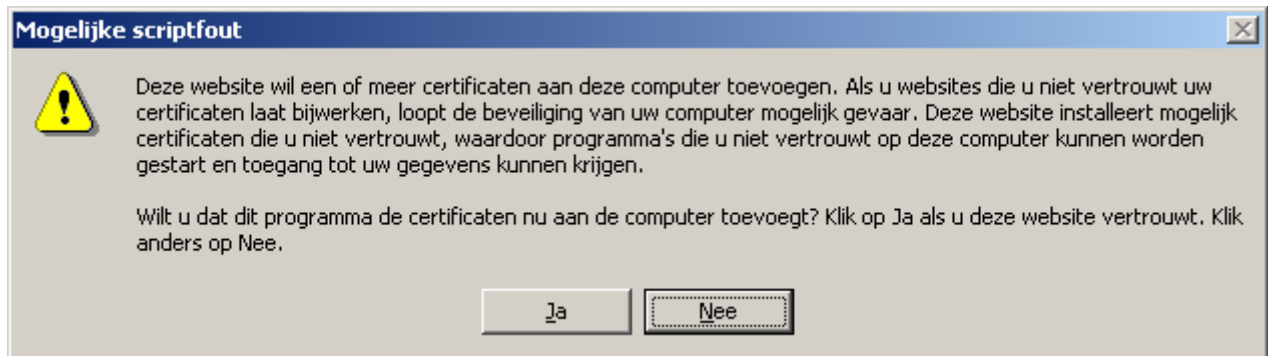 Mogelijke scriptfout
Deze website wil een of meer certificaten aan deze computer toevoegen. Als u websites die u niet vertrouwt uw
certificaten laat bijwerken, loopt de beveiliging van uw computer mogelijk gevaar. Deze website installeert mogelijk
certificaten die u niet vertrouwt, waardoor programma's die u niet vertrouwt op deze computer kunnen worden
gestart en toegang tot uw gegevens kunnen krijgen.
Wilt u dat dit programma de certificaten nu aan de computer toevoegt? Klik op Ja als u deze website vertrouwt. Klik
anders op Nee.
Ja
Nee